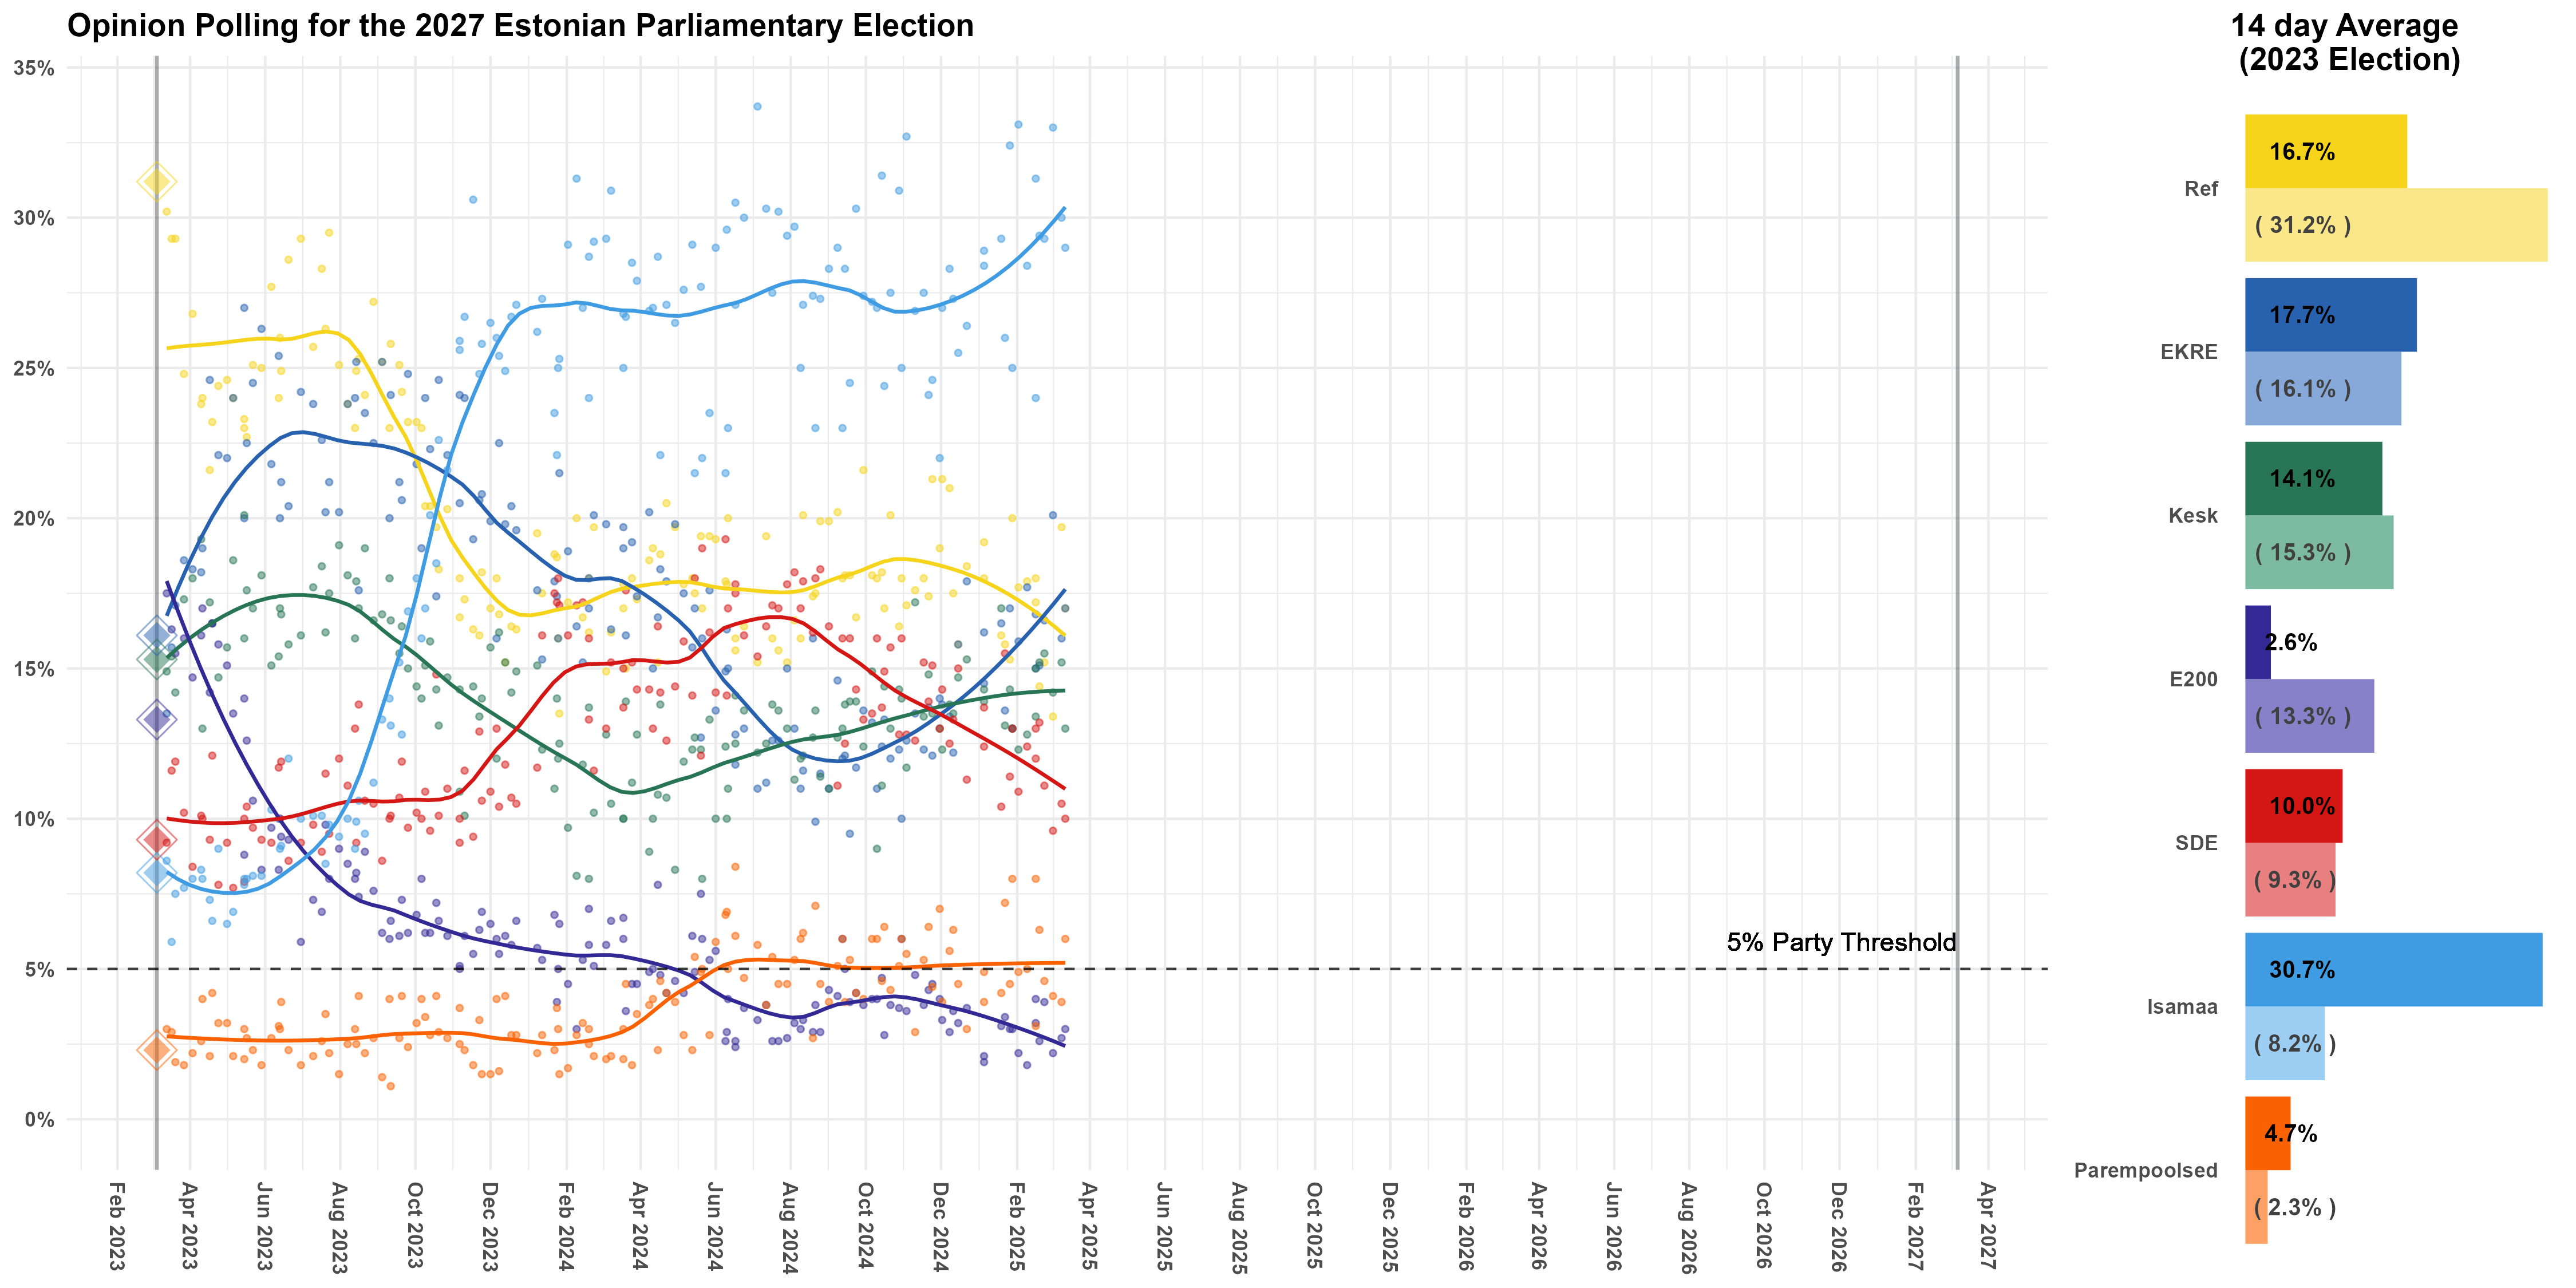 Opinion Polling for the 2027 Estonian Parliamentary Election
35%
30%
25%
20%
15%
10%
5%
0%
5% Party Threshold
Feb 2023
Apr 2023
Jun 2023
Aug 2023
Oct 2023
Dec 2023
Feb 2024
Apr 2024
Jun 2024
Aug 2024
Oct 2024
Dec 2024
Feb 2025
Apr 2025
Jun 2025
Aug 2025
Oct 2025
Dec 2025
Feb 2026
Apr 2026
Jun 2026
Aug 2026
Oct 2026
Dec 2026
Feb 2027
Apr 2027
14 day Average
(2023 Election)
Ref
16.7%
( 31.2% )
EKRE
17.7%
( 16.1% )
Kesk
14.1%
( 15.3% )
E200
2.6%
( 13.3% )
SDE
10.0%
( 9.3% )
Isamaa
30.7%
( 8.2% )
Parempoolsed
4.7%
( 2.3% )